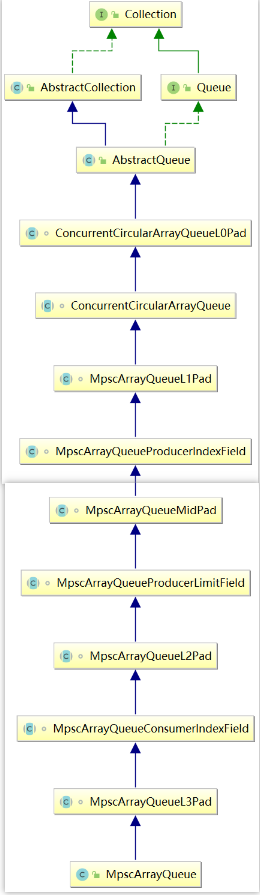 Collection
AbstractCollection
Queue
AbstractQueue
ConcurrentCircularArrayQueueL0Pad
ConcurrentCircularArrayQueue
MpscArrayQueueL1Pad
MpscArrayQueueProducerIndexField
MpscArrayQueueMidPad
MpscArrayQueueProducerLimitField
MpscArrayQueueL2Pad
MpscArrayQueueConsumerIndexField
MpscArrayQueueL3Pad
MpscArrayQueue